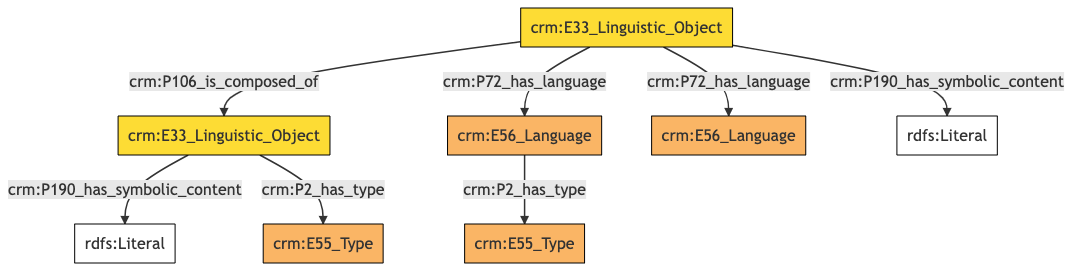 crm:E33_Linguistic_Object
crm:P106_is_composed_of
crm:P72_has_language
crm:P72_has_language
crm:P190_has_symbolic_content
crm:E33_Linguistic_Object
crm:E56_Language
crm:E56_Language
rdfs:Literal
crm:P190_has_symbolic_content
crm:P2_has_type
crm:P2_has_type
rdfs:Literal
crm:E55_Type
crm:E55_Type